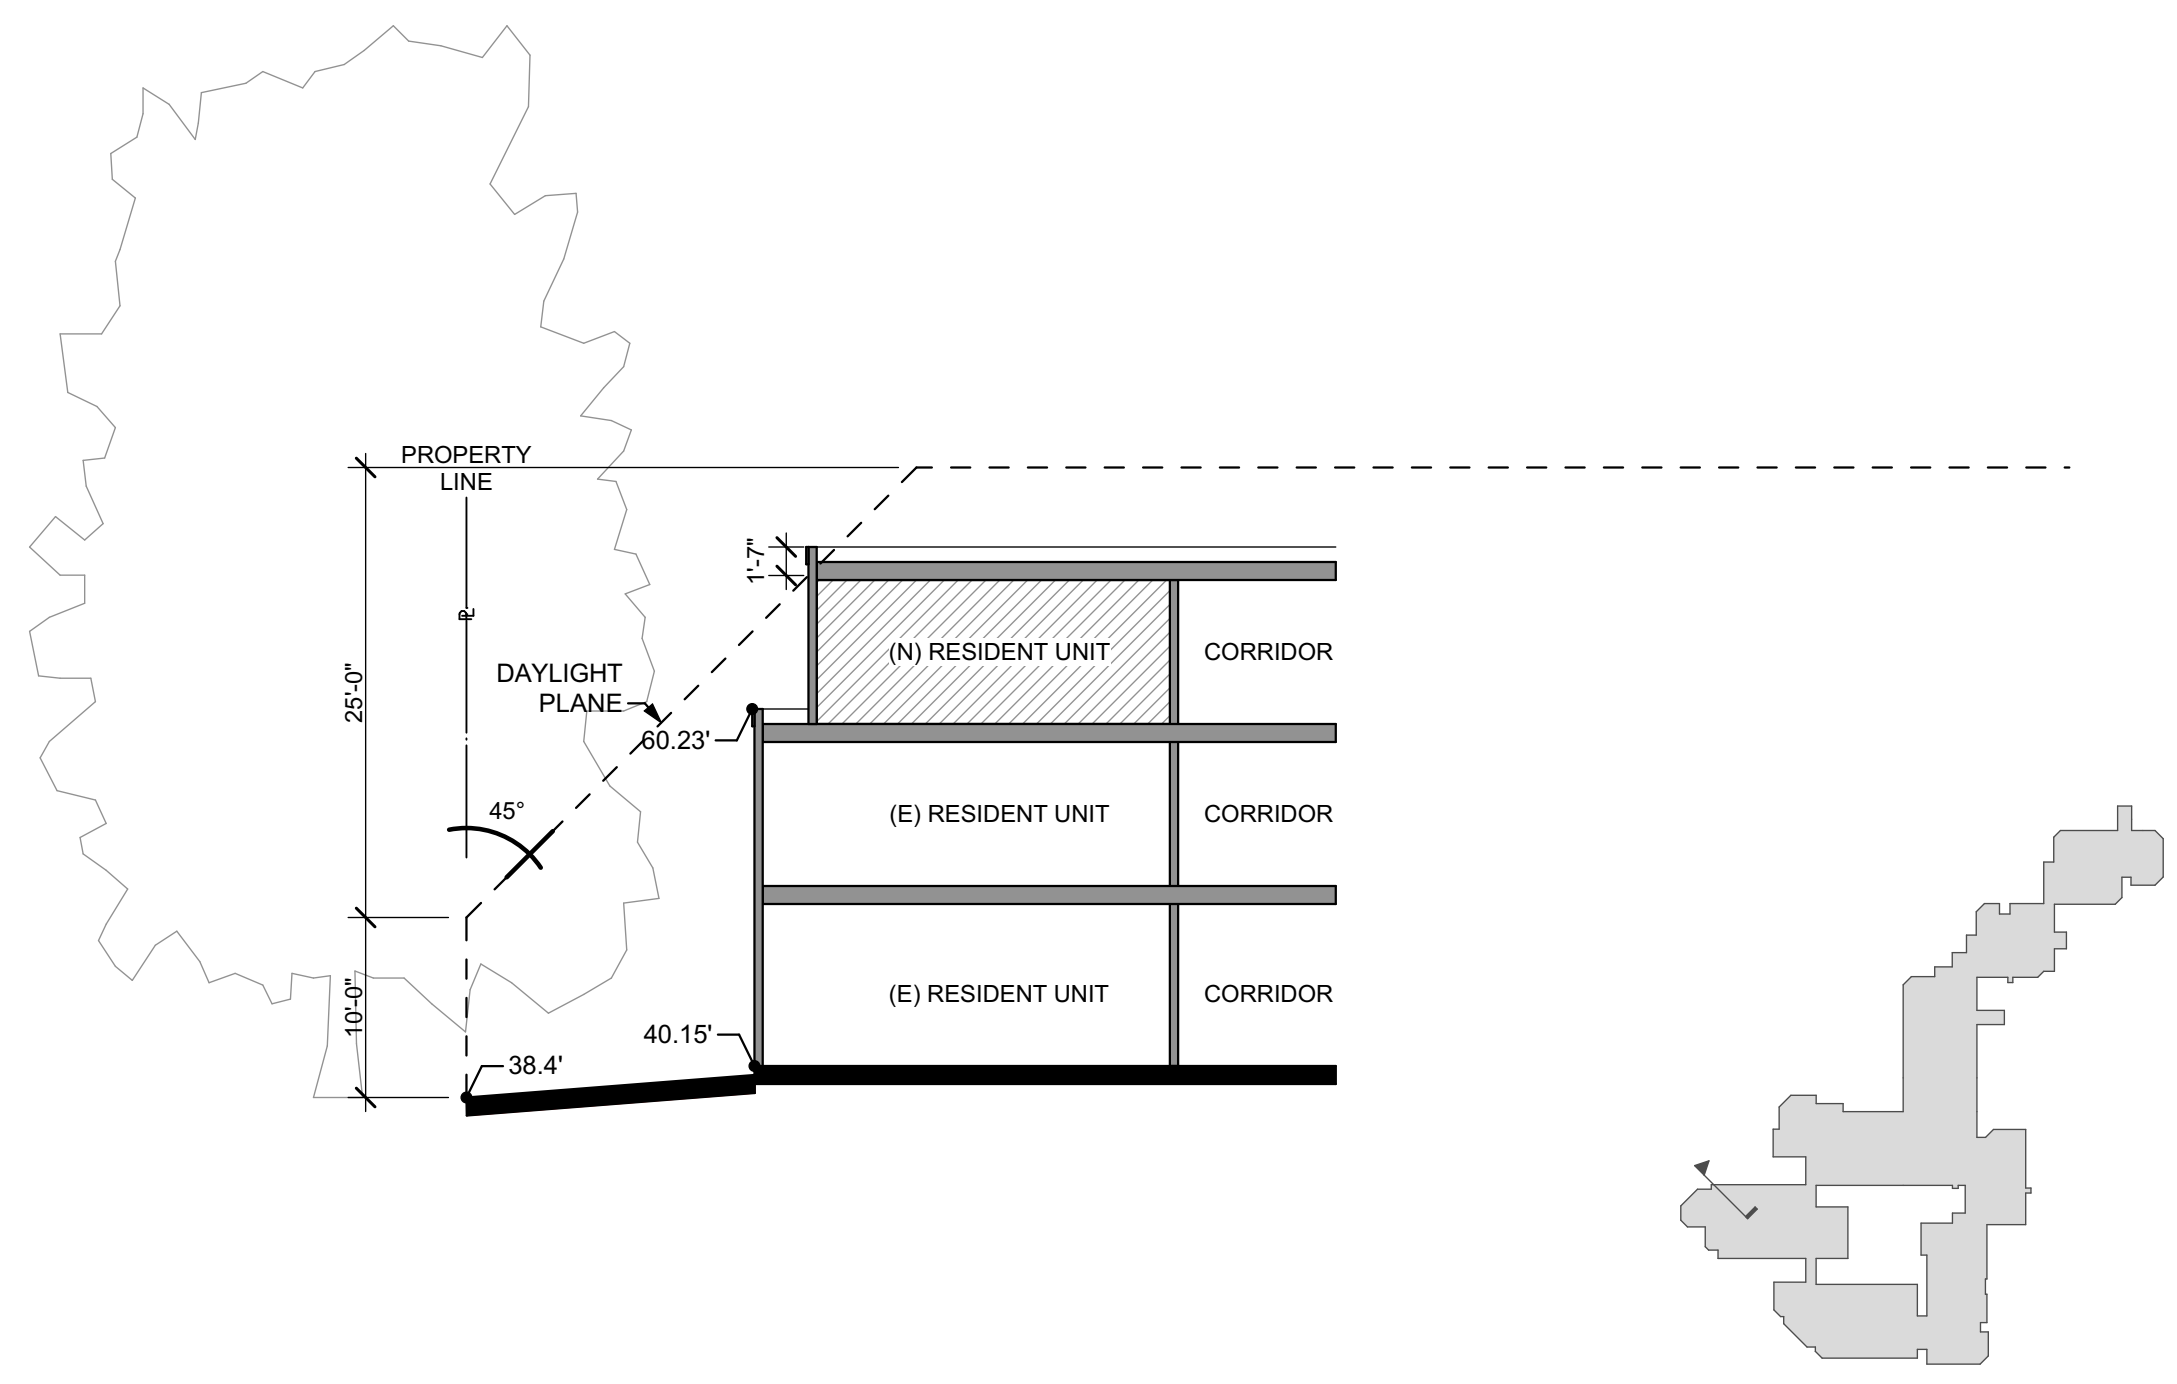 PROPERTY
LINE
1'-7"
℄
(N) RESIDENT UNIT
CORRIDOR
DAYLIGHT
PLANE
25'-0"
60.23'
45°
(E) RESIDENT UNIT
CORRIDOR
(E) RESIDENT UNIT
CORRIDOR
10'-0"
40.15'
38.4'